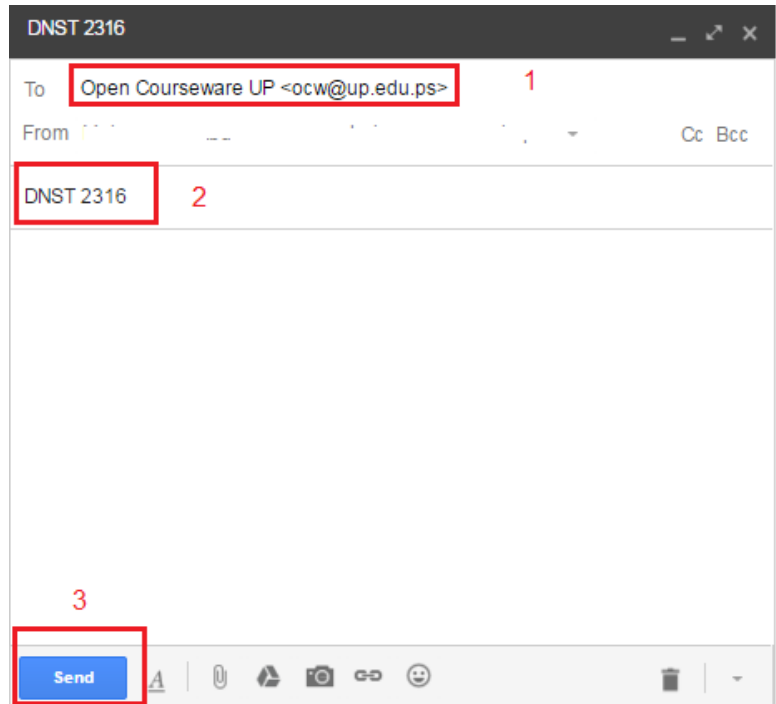 DNST 2316
To Open Courseware UP <ocw@up.edu.ps> 1
From Cc Bcc
DNST 2316 2
3
Send A